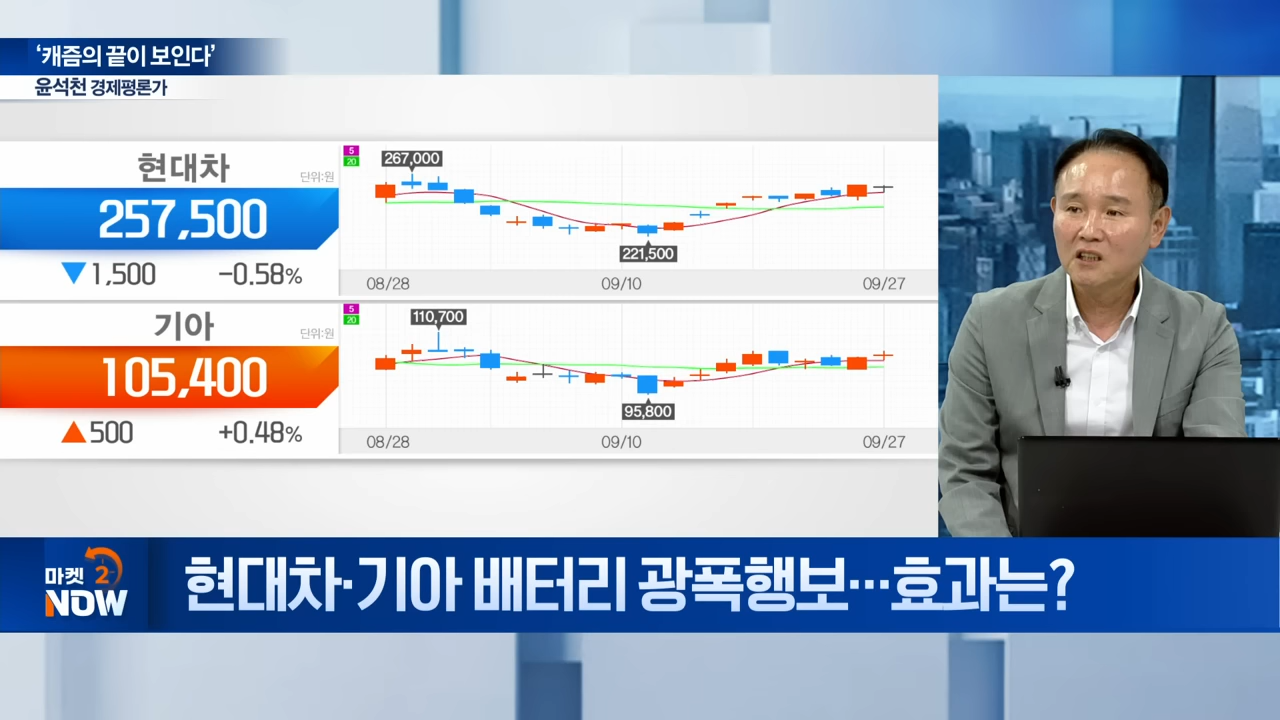 ‘캐즘의 끝이 보인다’
윤석천 경제평론가
현대차
단위:원
257,500
▼1,500 -0.58%
5
20
267,000
221,500
08/28 09/10 09/27
기아
단위:원
105,400
▲500 +0.48%
5
20
110,700
95,800
08/28 09/10 09/27
마켓 2
NOW
현대차·기아 배터리 광폭행보…효과는?